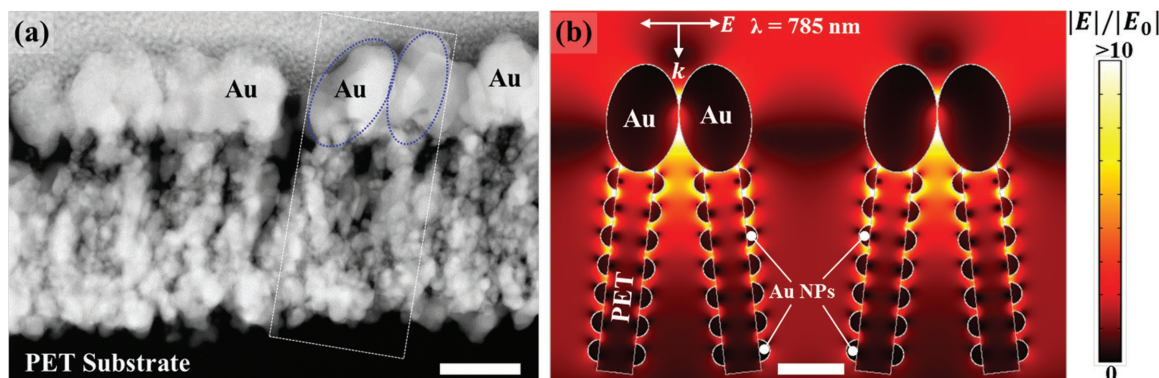 (a)
Au
Au
Au
PET Substrate
(b)
E λ = 785 nm
k
Au
Au
PET
Au NPs
|E|/|E₀|
>10
0